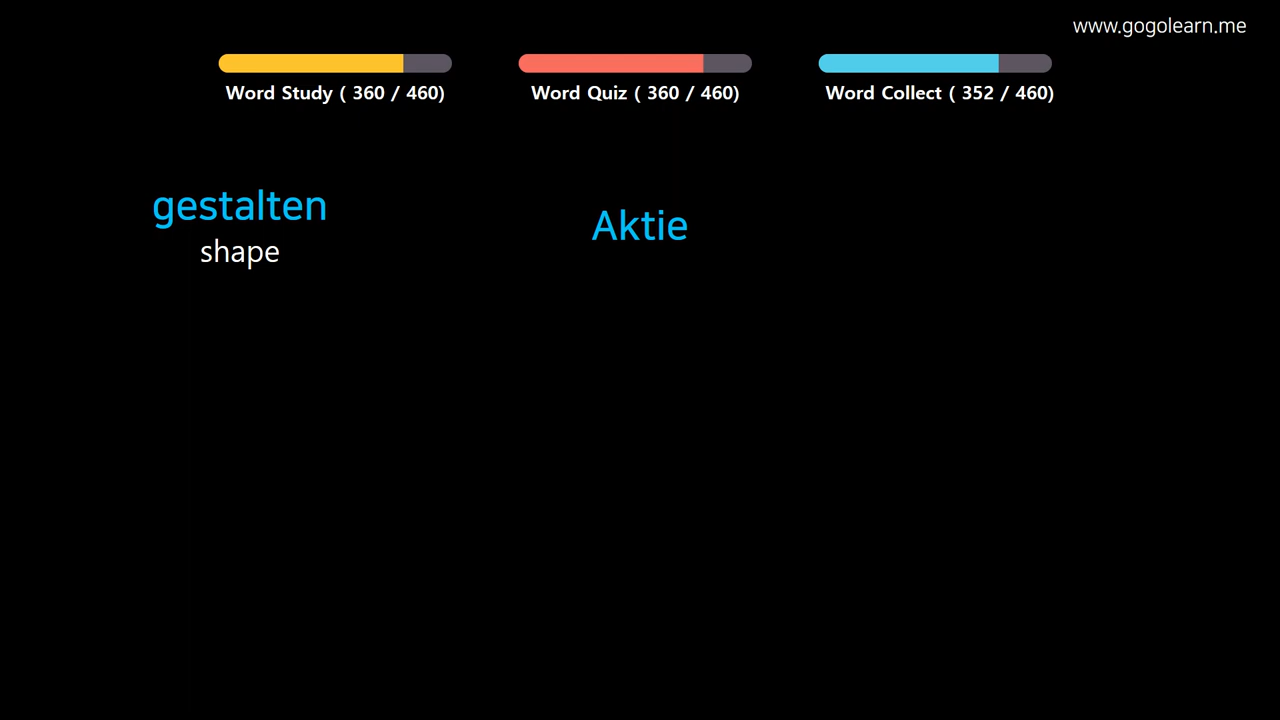 www.gogolearn.me
Word Study ( 360 / 460)
Word Quiz ( 360 / 460)
Word Collect ( 352 / 460)
gestalten
shape
Aktie